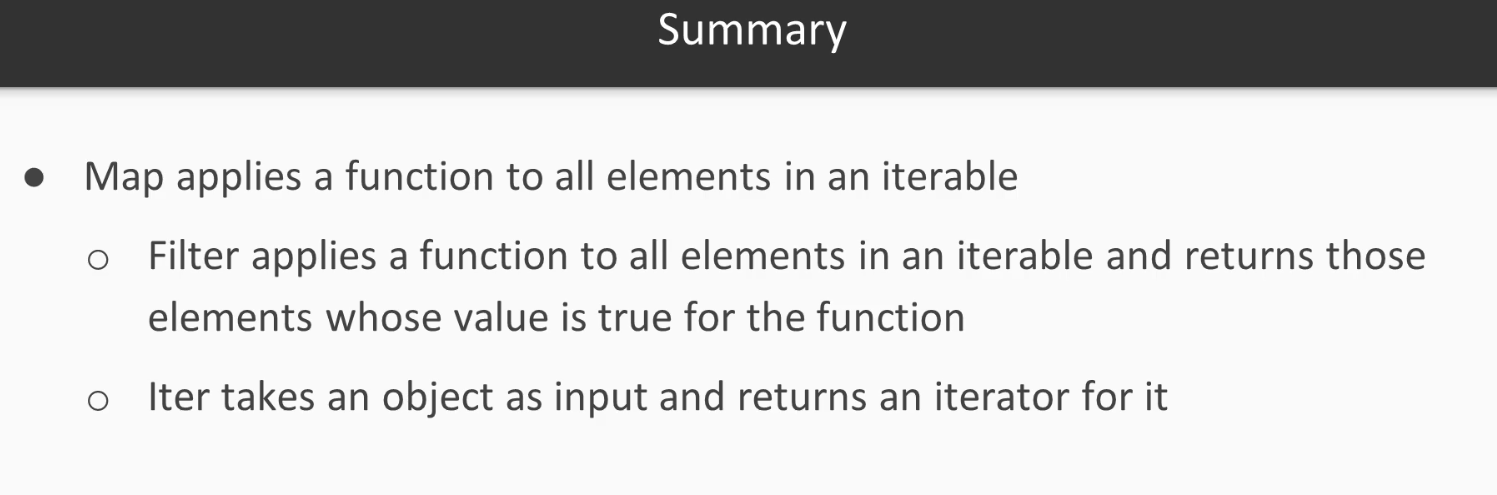 Summary
● Map applies a function to all elements in an iterable
○ Filter applies a function to all elements in an iterable and returns those
elements whose value is true for the function
○ Iter takes an object as input and returns an iterator for it